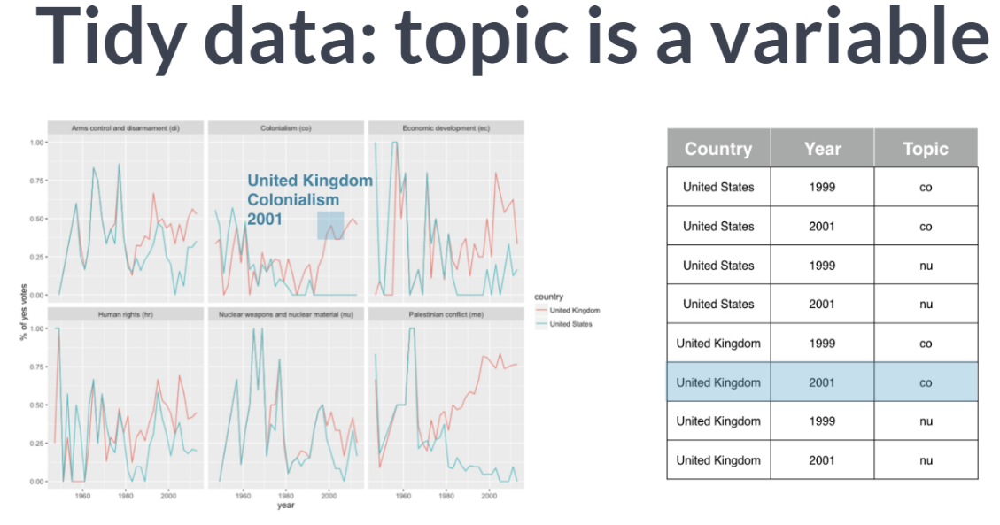 Tidy data: topic is a variable
Arms control and disarmament (di)
Colonialism (co)
Economic development (ec)
1.00
0.75
0.50
0.25
0.00
United Kingdom
Colonialism
2001
Human rights (hr)
Nuclear weapons and nuclear material (nu)
Palestinian conflict (me)
1.00
0.75
0.50
0.25
0.00
% of yes votes
1960 1980 2000
1960 1980 2000
1960 1980 2000
year
country
United Kingdom
United States
Country Year Topic
United States 1999 co
United States 2001 co
United States 1999 nu
United States 2001 nu
United Kingdom 1999 co
United Kingdom 2001 co
United Kingdom 1999 nu
United Kingdom 2001 nu